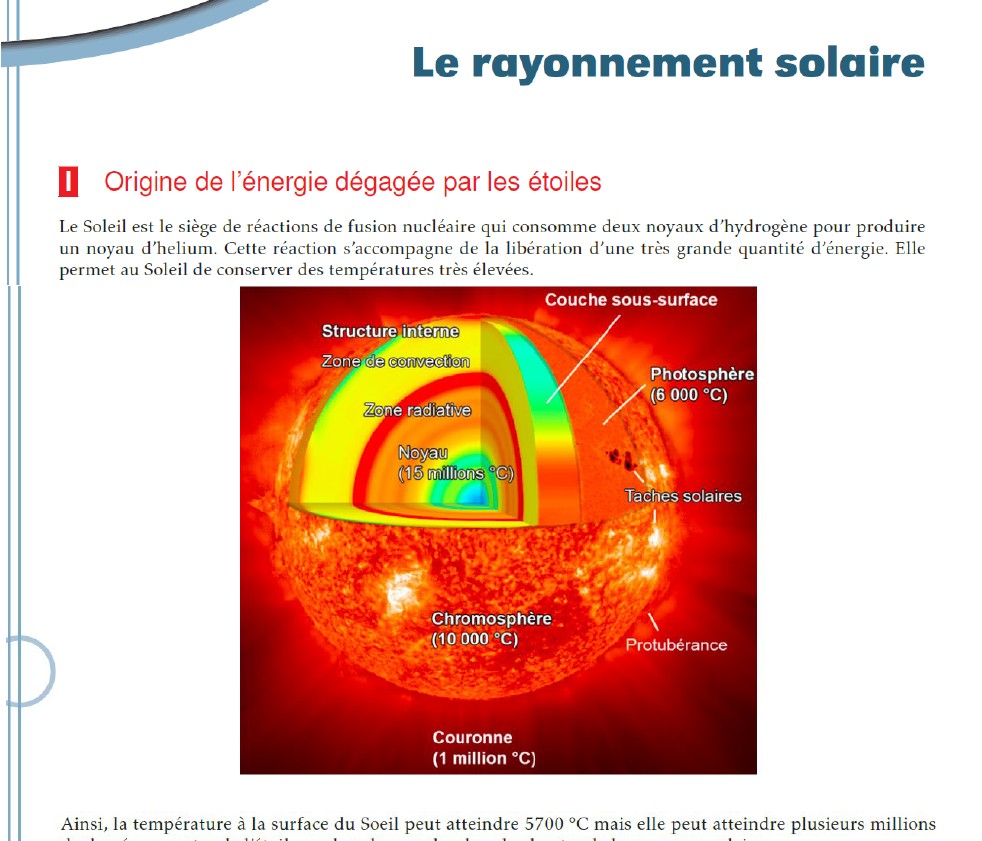 Le rayonnement solaire
I Origine de l'énergie dégagée par les étoiles
Le Soleil est le siège de réactions de fusion nucléaire qui consomme deux noyaux d'hydrogène pour produire
un noyau d'helium. Cette réaction s'accompagne de la libération d'une très grande quantité d'énergie. Elle
permet au Soleil de conserver des températures très élevées.
Couche sous-surface
Structure interne
Zone de convection
Photosphère
(6 000 °C)
Zone radiative
Noyau
(15 millions °C)
Taches solaires
Chromosphère
(10 000 °C)
Protubérance
Couronne
(1 million °C)
Ainsi, la température à la surface du Soeil peut atteindre 5700 °C mais elle peut atteindre plusieurs millions